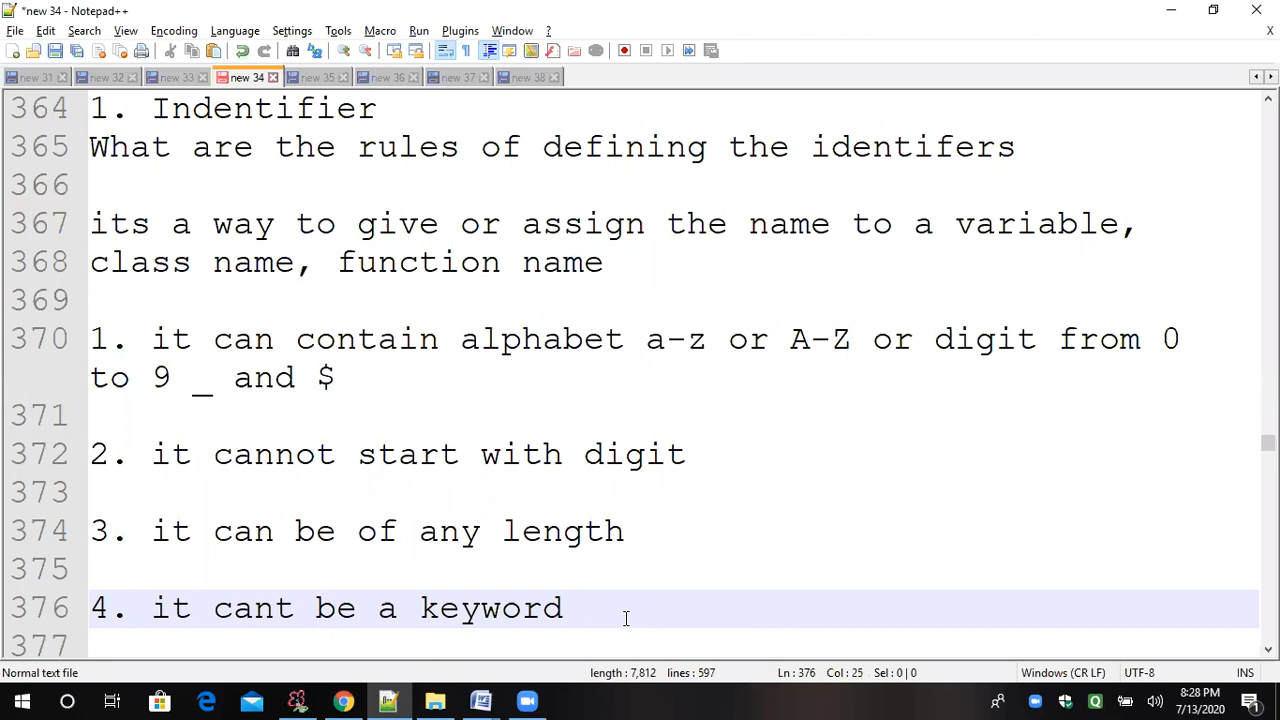 *new 34 - Notepad++
File Edit Search View Encoding Language Settings Tools Macro Run Plugins Window ? X
new 31 new 32 new 33 new 34 new 35 new 36 new 37 new 38
364 1. Indentifier
365 What are the rules of defining the identifers
366
367 its a way to give or assign the name to a variable,
368 class name, function name
369
370 1. it can contain alphabet a-z or A-Z or digit from 0
to 9 _ and $
371
372 2. it cannot start with digit
373
374 3. it can be of any length
375
376 4. it cant be a keyword
377
Normal text file length : 7,812 lines : 597 Ln : 376 Col : 25 Sel : 0 | 0 Windows (CR LF) UTF-8 INS
8:28 PM
7/13/2020